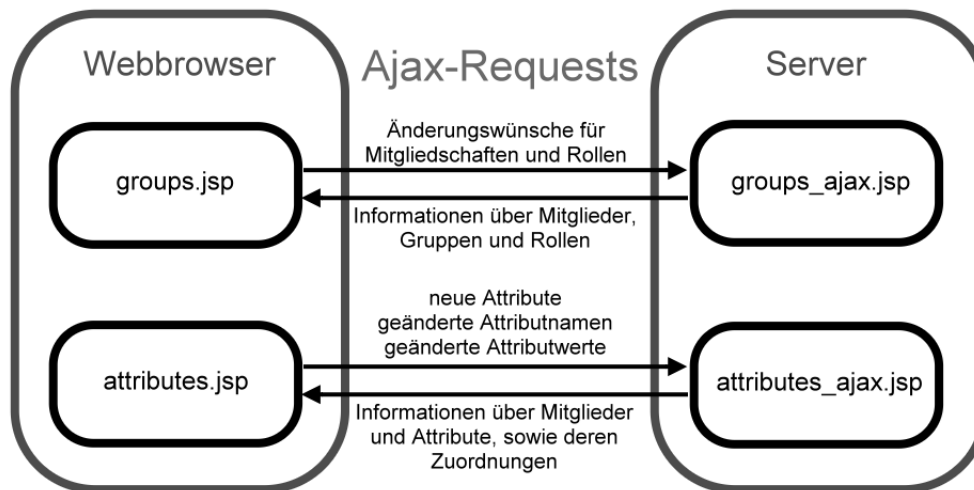 Webbrowser
Ajax-Requests
Server
Änderungswünsche für
Mitgliedschaften und Rollen
groups.jsp
groups_ajax.jsp
Informationen über Mitglieder,
Gruppen und Rollen
neue Attribute
geänderte Attributnamen
geänderte Attributwerte
attributes.jsp
attributes_ajax.jsp
Informationen über Mitglieder
und Attribute, sowie deren
Zuordnungen